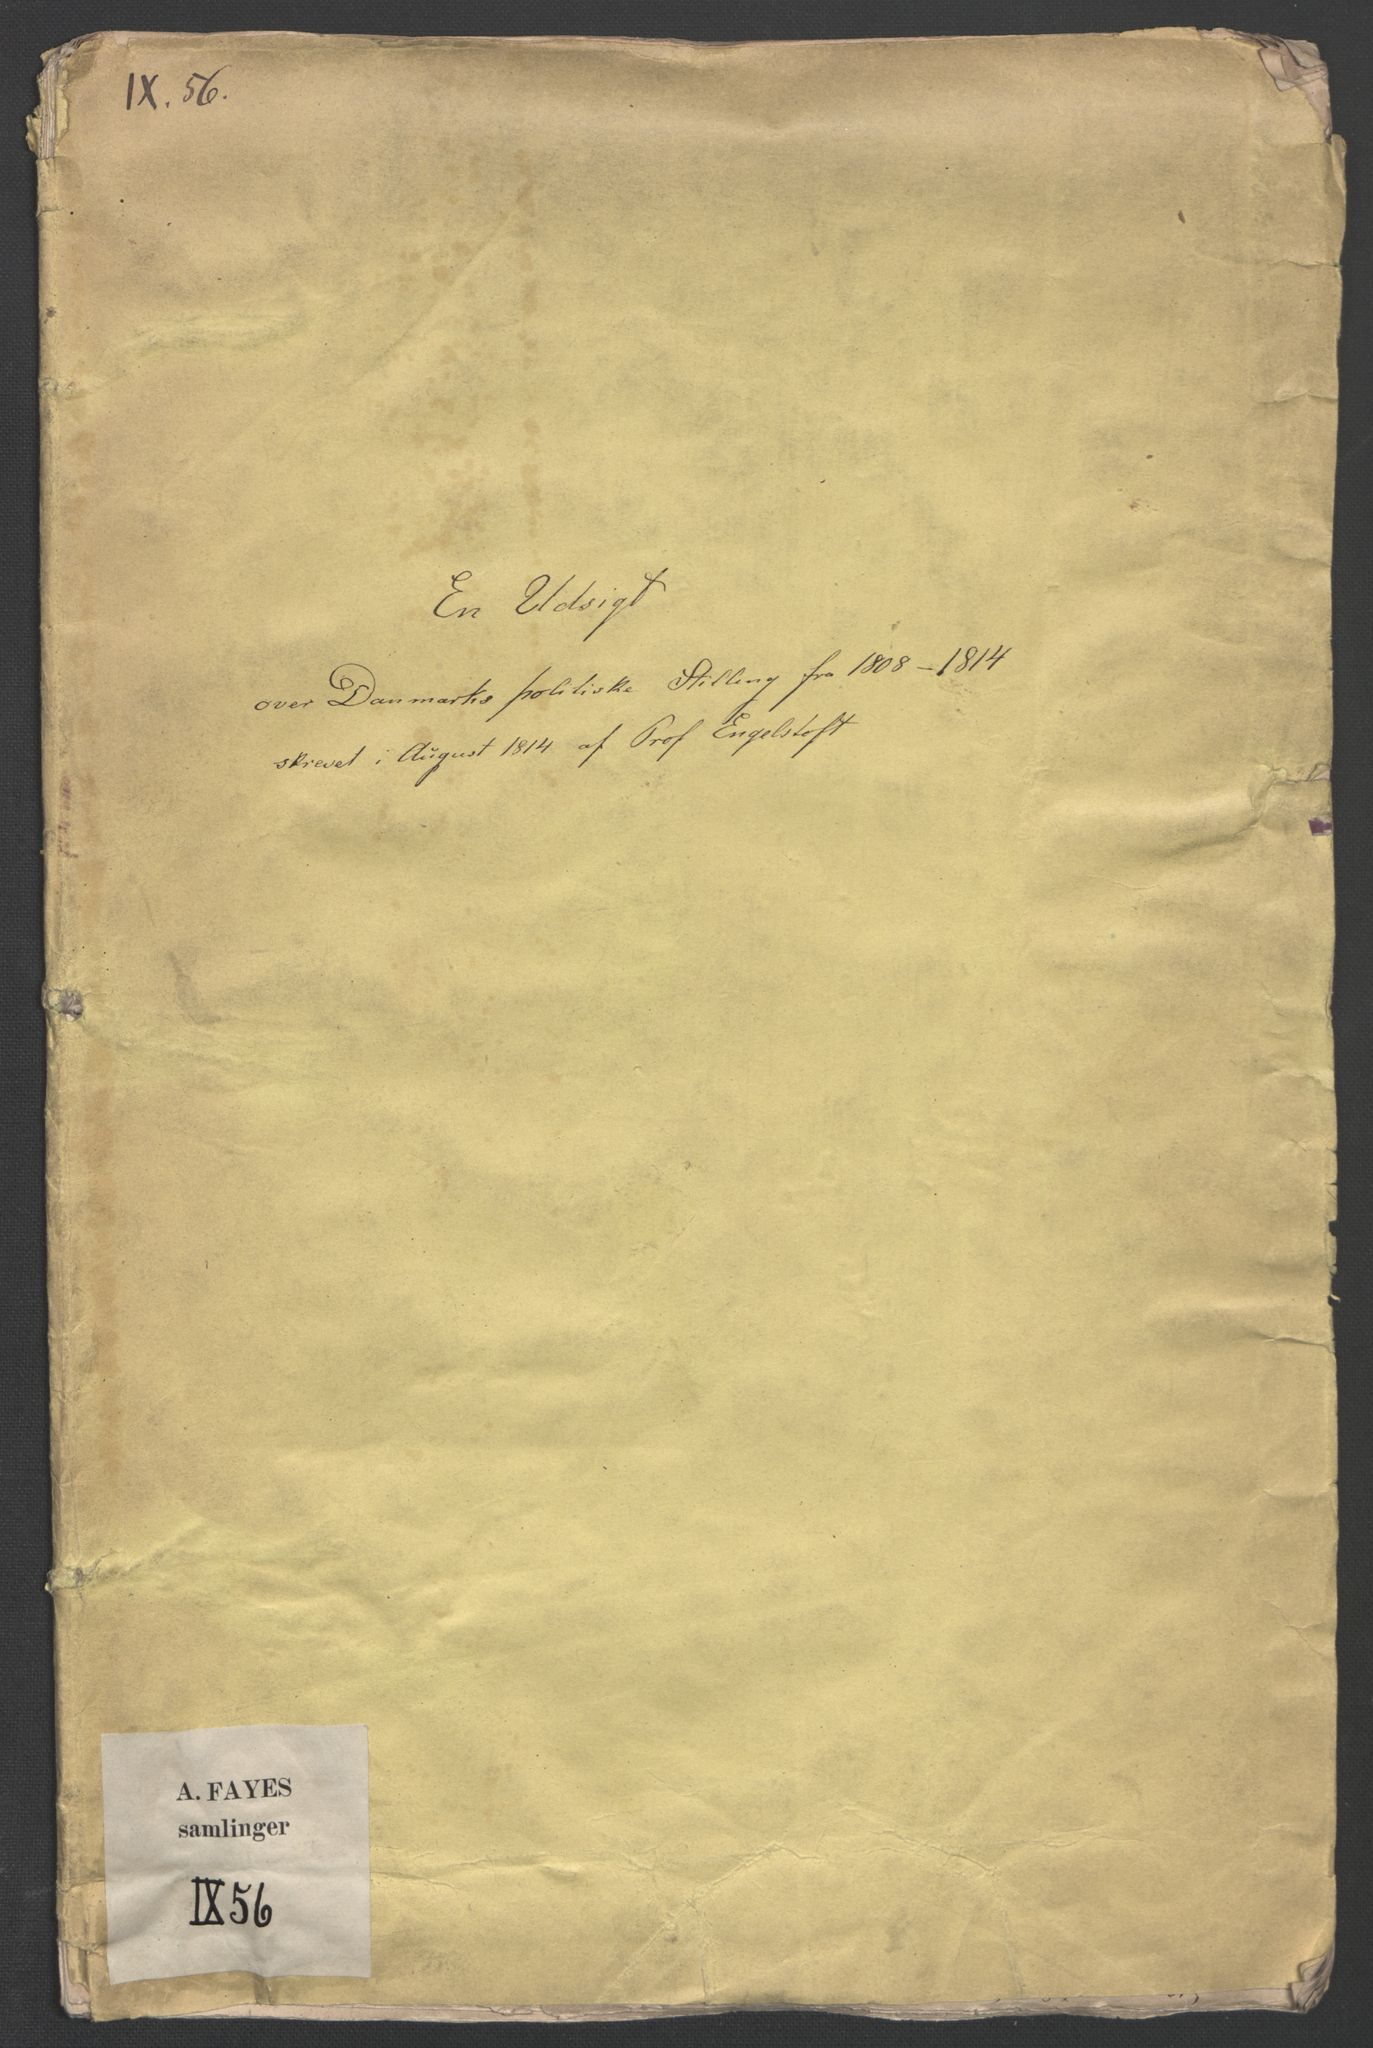 IX. 56.
En Udsigt
over Danmarks politiske Stilling fra 1808-1814
skrevet i August 1814 af Prof Engelstoft
A. FAYES
samlinger
IX 56